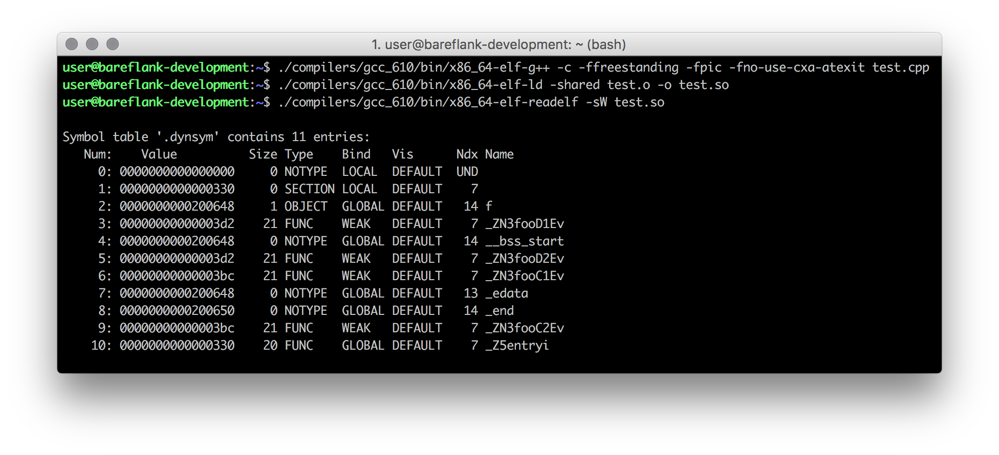 1. user@bareflank-development: ~ (bash)
user@bareflank-development:~$ ./compilers/gcc_610/bin/x86_64-elf-g++ -c -ffreestanding -fpic -fno-use-cxa-atexit test.cpp
user@bareflank-development:~$ ./compilers/gcc_610/bin/x86_64-elf-ld -shared test.o -o test.so
user@bareflank-development:~$ ./compilers/gcc_610/bin/x86_64-elf-readelf -sW test.so
Symbol table '.dynsym' contains 11 entries:
   Num:    Value          Size Type    Bind   Vis      Ndx Name
     0: 0000000000000000     0 NOTYPE  LOCAL  DEFAULT  UND
     1: 0000000000000330     0 SECTION LOCAL  DEFAULT    7
     2: 0000000000200648     1 OBJECT  GLOBAL DEFAULT   14 f
     3: 00000000000003d2    21 FUNC    WEAK   DEFAULT    7 _ZN3fooD1Ev
     4: 0000000000200648     0 NOTYPE  GLOBAL DEFAULT   14 __bss_start
     5: 00000000000003d2    21 FUNC    WEAK   DEFAULT    7 _ZN3fooD2Ev
     6: 00000000000003bc    21 FUNC    WEAK   DEFAULT    7 _ZN3fooC1Ev
     7: 0000000000200648     0 NOTYPE  GLOBAL DEFAULT   13 _edata
     8: 0000000000200650     0 NOTYPE  GLOBAL DEFAULT   14 _end
     9: 00000000000003bc    21 FUNC    WEAK   DEFAULT    7 _ZN3fooC2Ev
    10: 0000000000000330    20 FUNC    GLOBAL DEFAULT    7 _Z5entryi